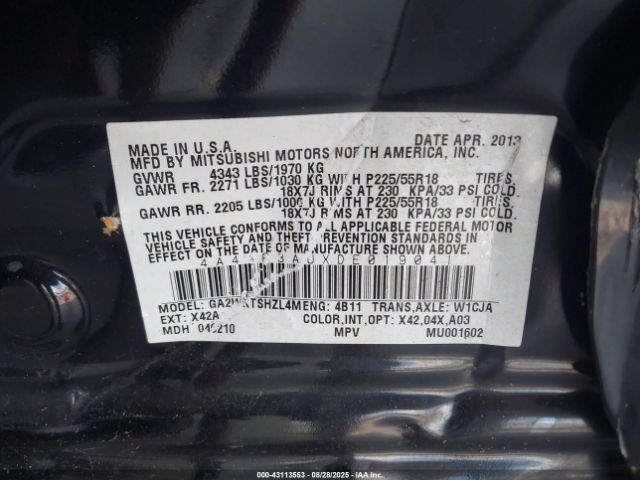 MADE IN U.S.A. DATE APR. 2013
MFD BY MITSUBISHI MOTORS NORTH AMERICA, INC.
GVWR 4343 LBS/1970 KG
GAWR FR. 2271 LBS/1030 KG WITH P225/55R18 TIRES,
18X7J RIMS AT 230 KPA/33 PSI COLD.
GAWR RR. 2205 LBS/1000 KG WITH P225/55R18 TIRES,
18X7J RIMS AT 230 KPA/33 PSI COLD.
THIS VEHICLE CONFORMS TO ALL APPLICABLE FEDERAL MOTOR
VEHICLE SAFETY AND THEFT PREVENTION STANDARDS IN
EFFECT ON THE DATE OF MANUFACTURE SHOWN ABOVE.
ENG: 4B11 TRANS,AXLE: W1CJA
EXT: X42A COLOR,INT,OPT: X42,04X,A03
MDH MPV MU001602
© IAA Auctions - 43113553 - 08/28/2025 - IAA Holdings, LLC